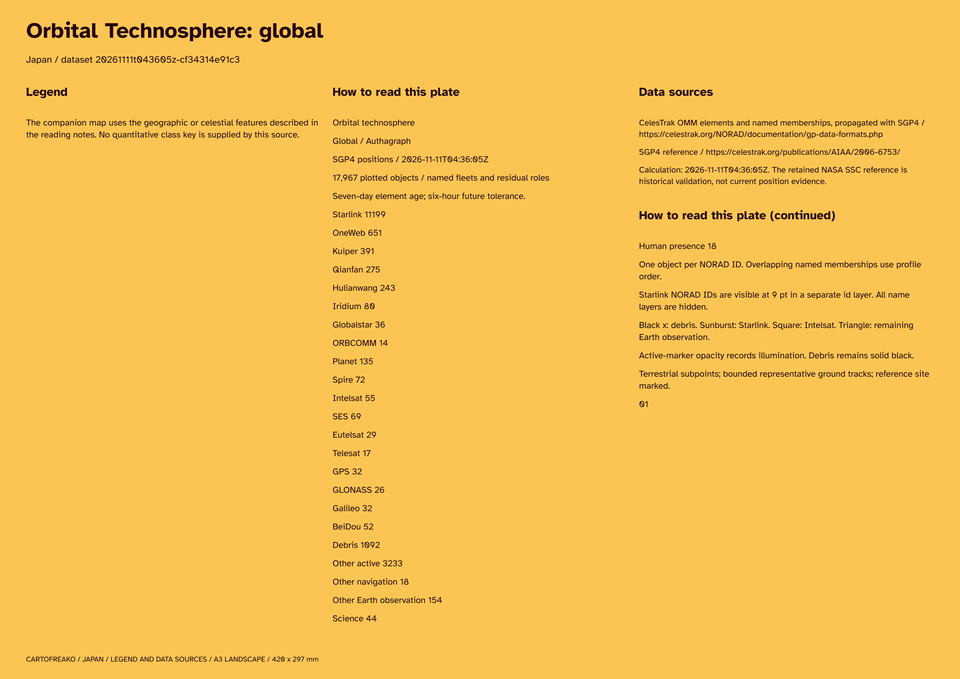 Orbital Technosphere: global
Japan / dataset 20261111t043605z-cf34314e91c3
Legend
The companion map uses the geographic or celestial features described in
the reading notes. No quantitative class key is supplied by this source.
How to read this plate
Orbital technosphere
Global / Authagraph
SGP4 positions / 2026-11-11T04:36:05Z
17,967 plotted objects / named fleets and residual roles
Seven-day element age; six-hour future tolerance.
Starlink 11199
OneWeb 651
Kuiper 391
Qianfan 275
Hulianwang 243
Iridium 80
Globalstar 36
ORBCOMM 14
Planet 135
Spire 72
Intelsat 55
SES 69
Eutelsat 29
Telesat 17
GPS 32
GLONASS 26
Galileo 32
BeiDou 52
Debris 1092
Other active 3233
Other navigation 18
Other Earth observation 154
Science 44
Data sources
CelesTrak OMM elements and named memberships, propagated with SGP4 /
https://celestrak.org/NORAD/documentation/gp-data-formats.php
SGP4 reference / https://celestrak.org/publications/AIAA/2006-6753/
Calculation: 2026-11-11T04:36:05Z. The retained NASA SSC reference is
historical validation, not current position evidence.
How to read this plate (continued)
Human presence 18
One object per NORAD ID. Overlapping named memberships use profile
order.
Starlink NORAD IDs are visible at 9 pt in a separate id layer. All name
layers are hidden.
Black x: debris. Sunburst: Starlink. Square: Intelsat. Triangle: remaining
Earth observation.
Active-marker opacity records illumination. Debris remains solid black.
Terrestrial subpoints; bounded representative ground tracks; reference site
marked.
01
CARTOFREAKO / JAPAN / LEGEND AND DATA SOURCES / A3 LANDSCAPE / 420 x 297 mm